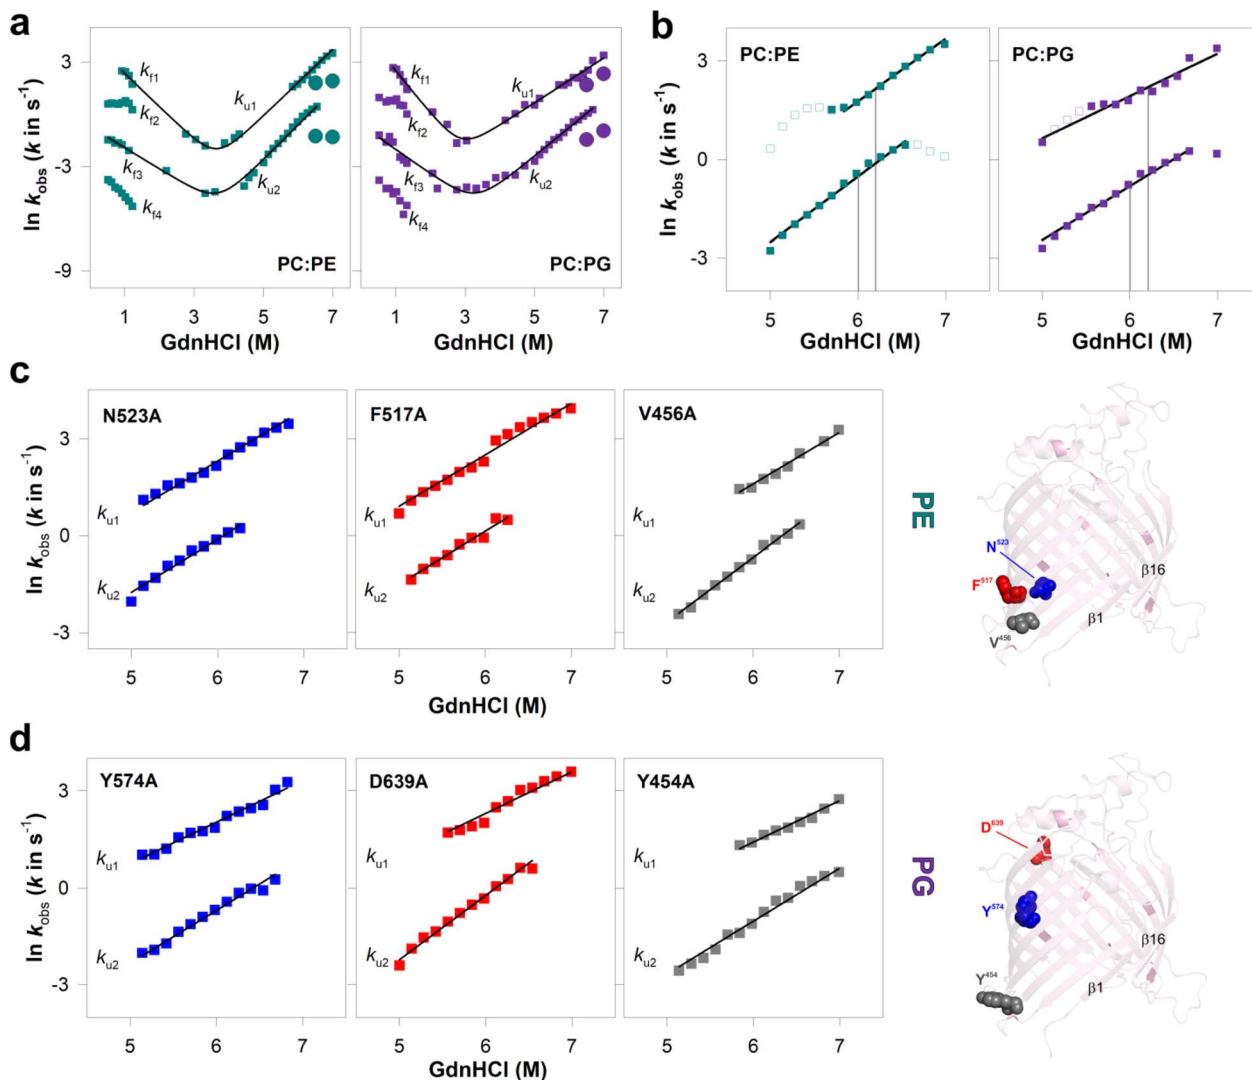 a
b
ln kobs (k in s-1)
3
-3
-9
kf1
kf2
kf3
kf4
ku1
ku2
PC:PE
kf1
kf2
kf3
kf4
ku1
ku2
PC:PG
1 3 5 7
1 3 5 7
GdnHCl (M)
GdnHCl (M)
ln kobs (k in s-1)
3
0
-3
PC:PE
PC:PG
5 6 7
5 6 7
GdnHCl (M)
GdnHCl (M)
c
ln kobs (k in s-1)
3
0
-3
N523A
F517A
V456A
ku1
ku1
ku1
ku2
ku2
ku2
5 6 7
5 6 7
5 6 7
GdnHCl (M)
PE
N523
F517
V456
β16
β1
d
ln kobs (k in s-1)
3
0
-3
Y574A
D639A
Y454A
ku1
ku1
ku1
ku2
ku2
ku2
5 6 7
5 6 7
5 6 7
GdnHCl (M)
PG
D639
Y574
Y454
β16
β1